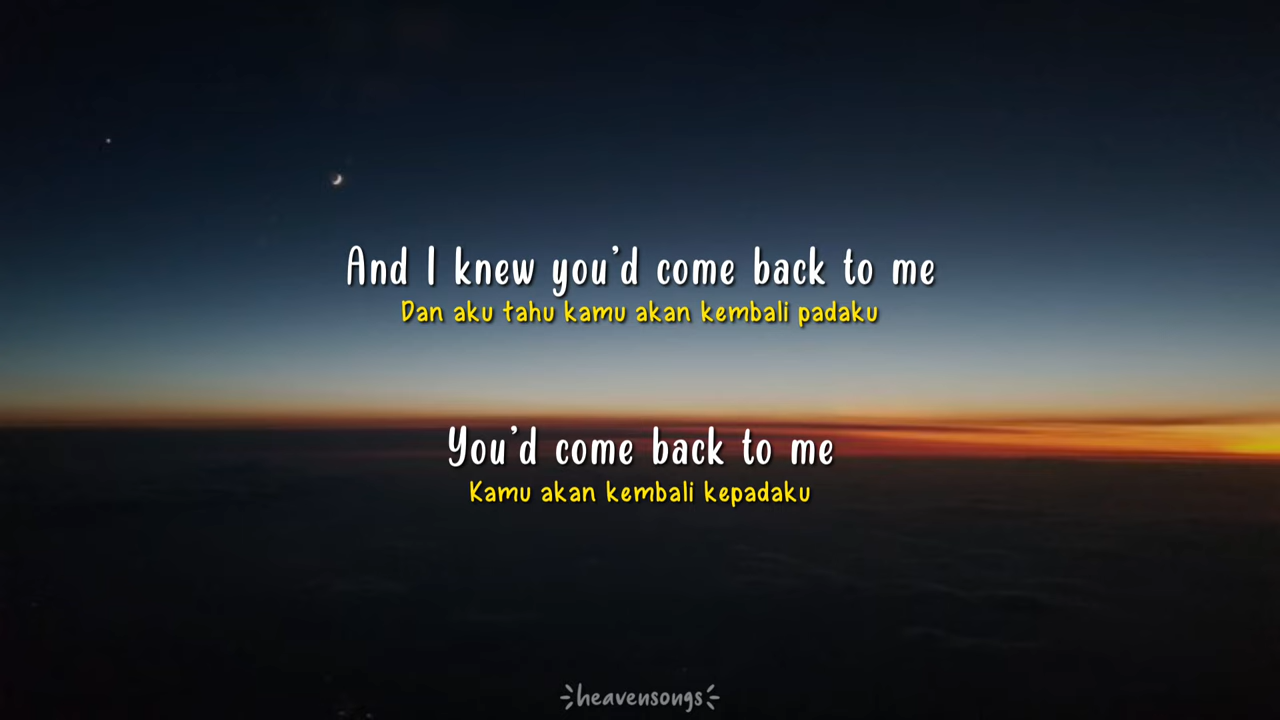 And I knew you'd come back to me
Dan aku tahu kamu akan kembali padaku
You'd come back to me
Kamu akan kembali kepadaku
heavensongs